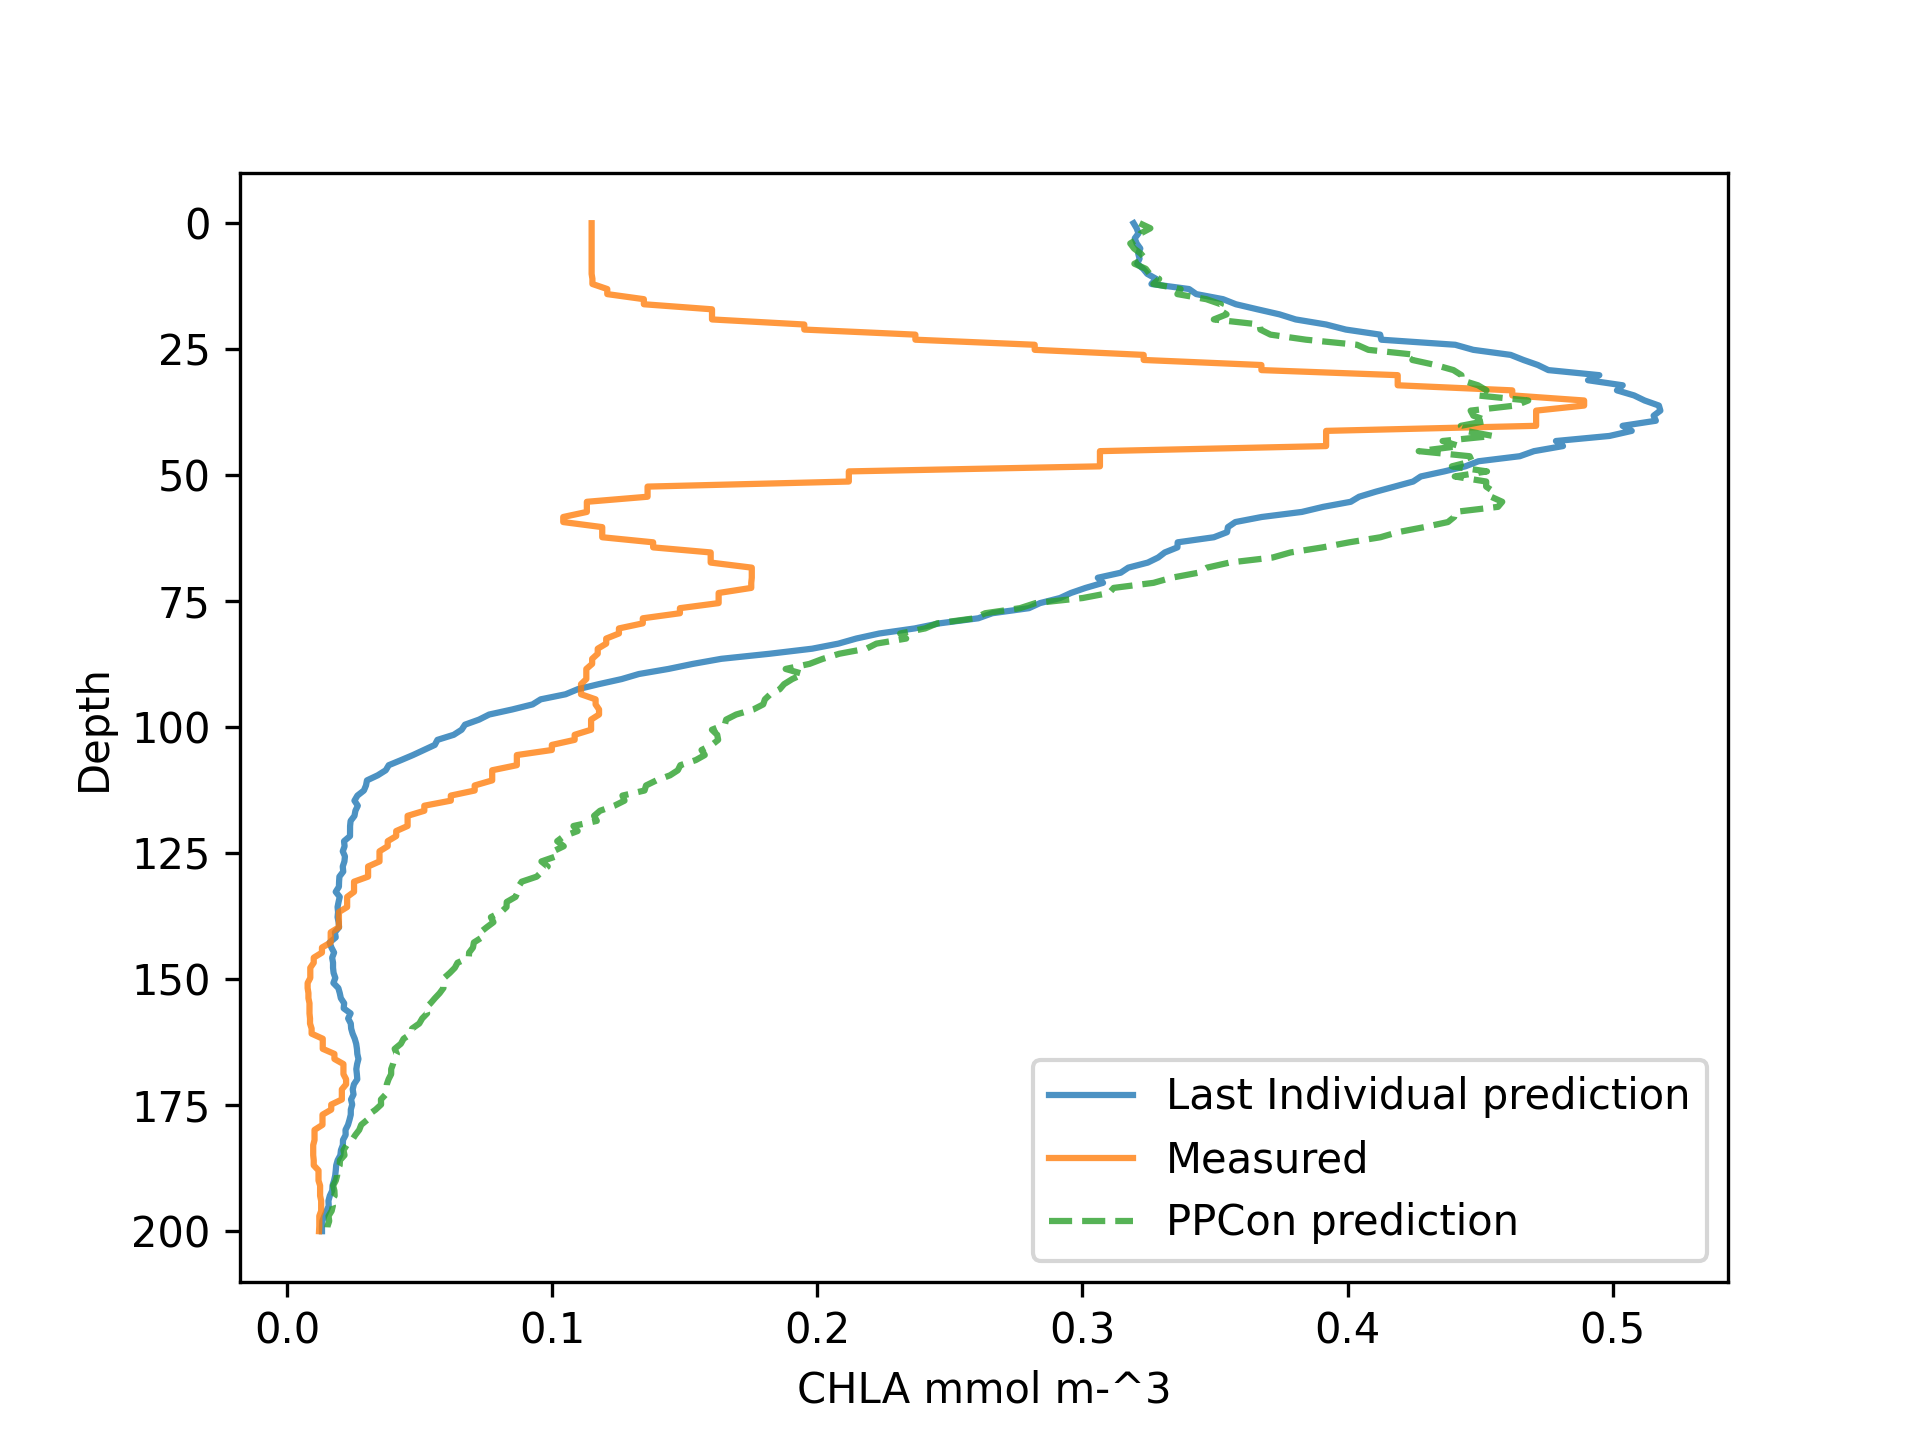 0
25
50
75
100
125
150
175
200
Depth
0.0 0.1 0.2 0.3 0.4 0.5
CHLA mmol m-^3
Last Individual prediction
Measured
PPCon prediction